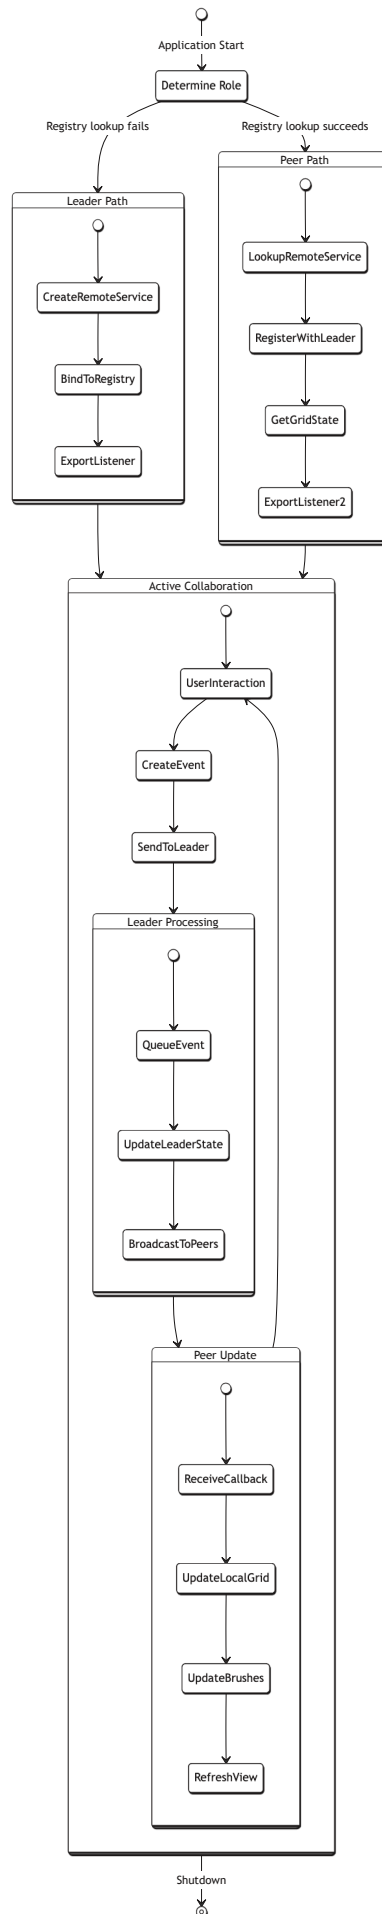 Application Start
Determine Role
Registry lookup fails
Registry lookup succeeds
Leader Path
CreateRemoteService
BindToRegistry
ExportListener
Peer Path
LookupRemoteService
RegisterWithLeader
GetGridState
ExportListener2
Active Collaboration
UserInteraction
CreateEvent
SendToLeader
Leader Processing
QueueEvent
UpdateLeaderState
BroadcastToPeers
Peer Update
ReceiveCallback
UpdateLocalGrid
UpdateBrushes
RefreshView
Shutdown